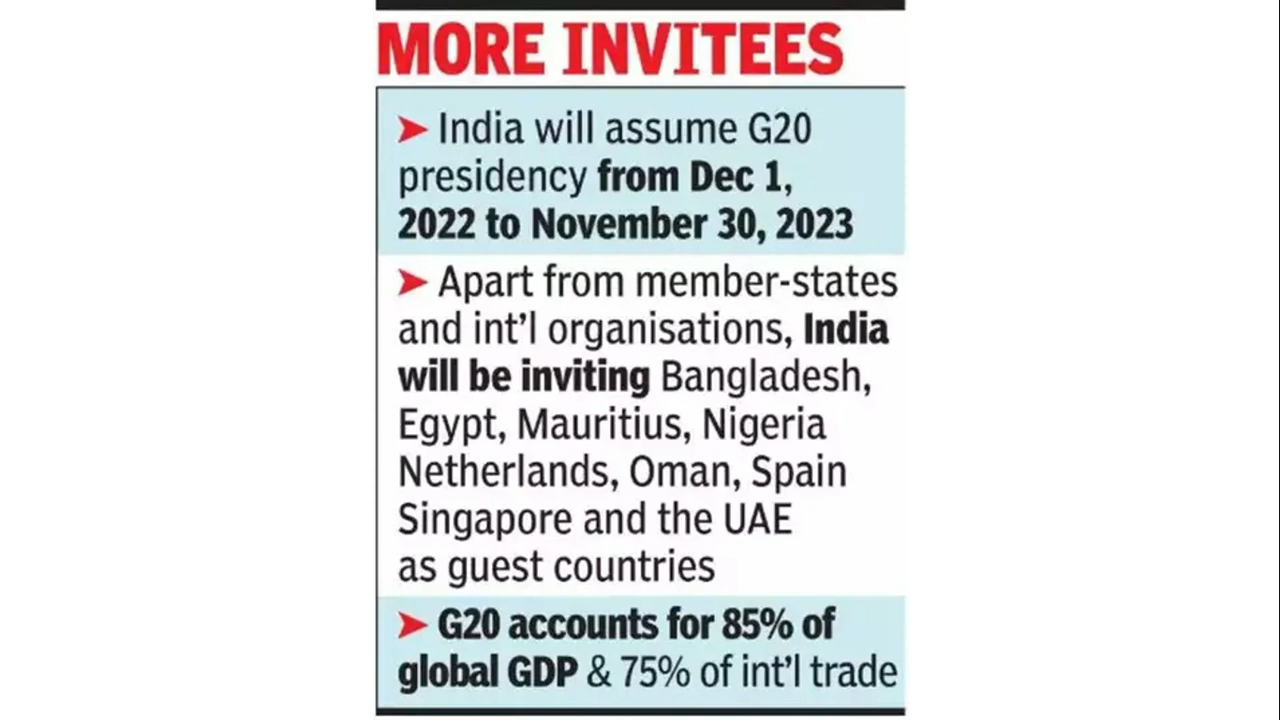 MORE INVITEES
➤ India will assume G20
presidency from Dec 1,
2022 to November 30, 2023
➤ Apart from member-states
and int'l organisations, India
will be inviting Bangladesh,
Egypt, Mauritius, Nigeria
Netherlands, Oman, Spain
Singapore and the UAE
as guest countries
➤ G20 accounts for 85% of
global GDP & 75% of int'l trade